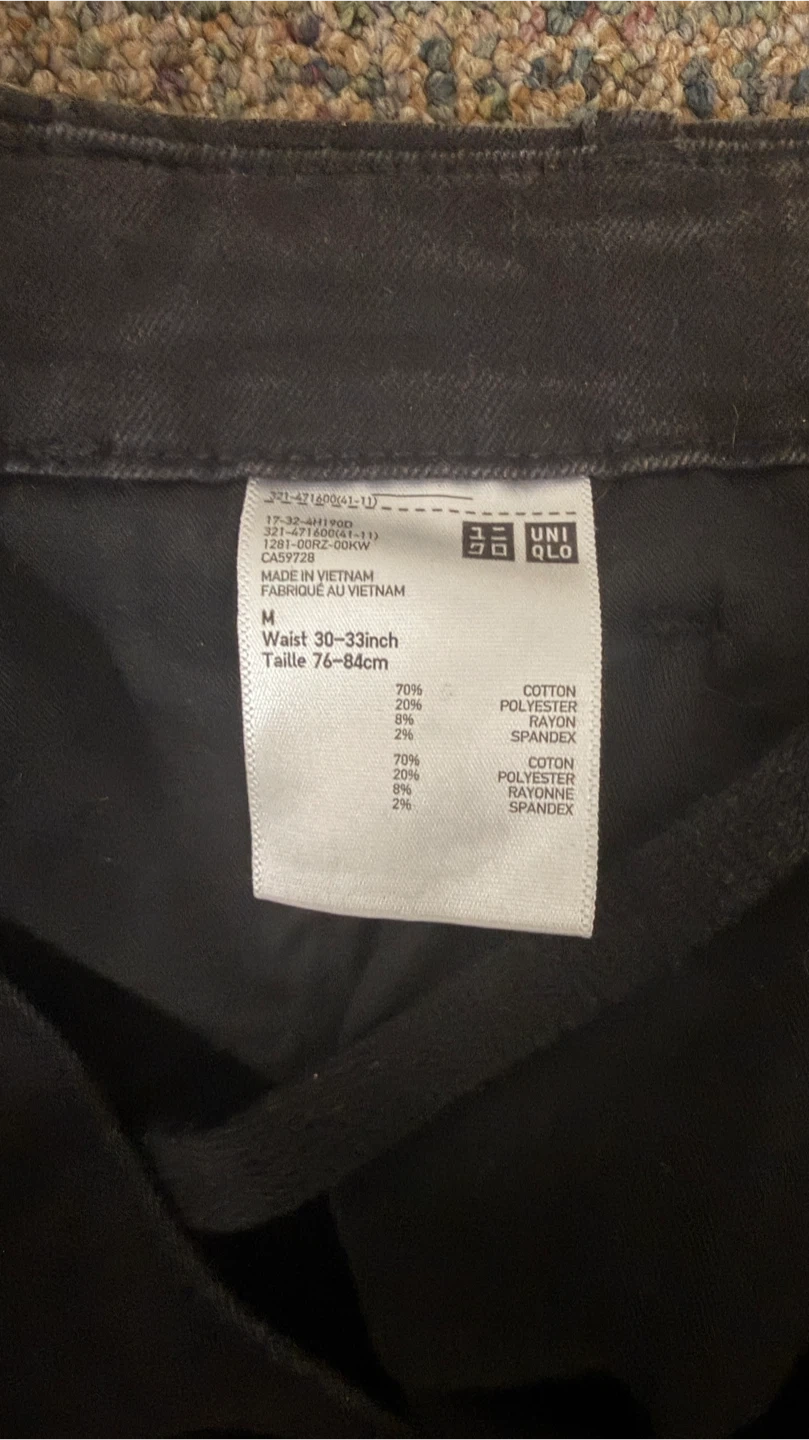 321-471600(41-11)
17-32-4H190D
321-471600(41-11)
1281-00RZ-00KW
CA59728
ユニ
クロ
UNI
QLO
MADE IN VIETNAM
FABRIQUÉ AU VIETNAM
M
Waist 30-33inch
Taille 76-84cm
70% COTTON
20% POLYESTER
8% RAYON
2% SPANDEX
70% COTON
20% POLYESTER
8% RAYONNE
2% SPANDEX